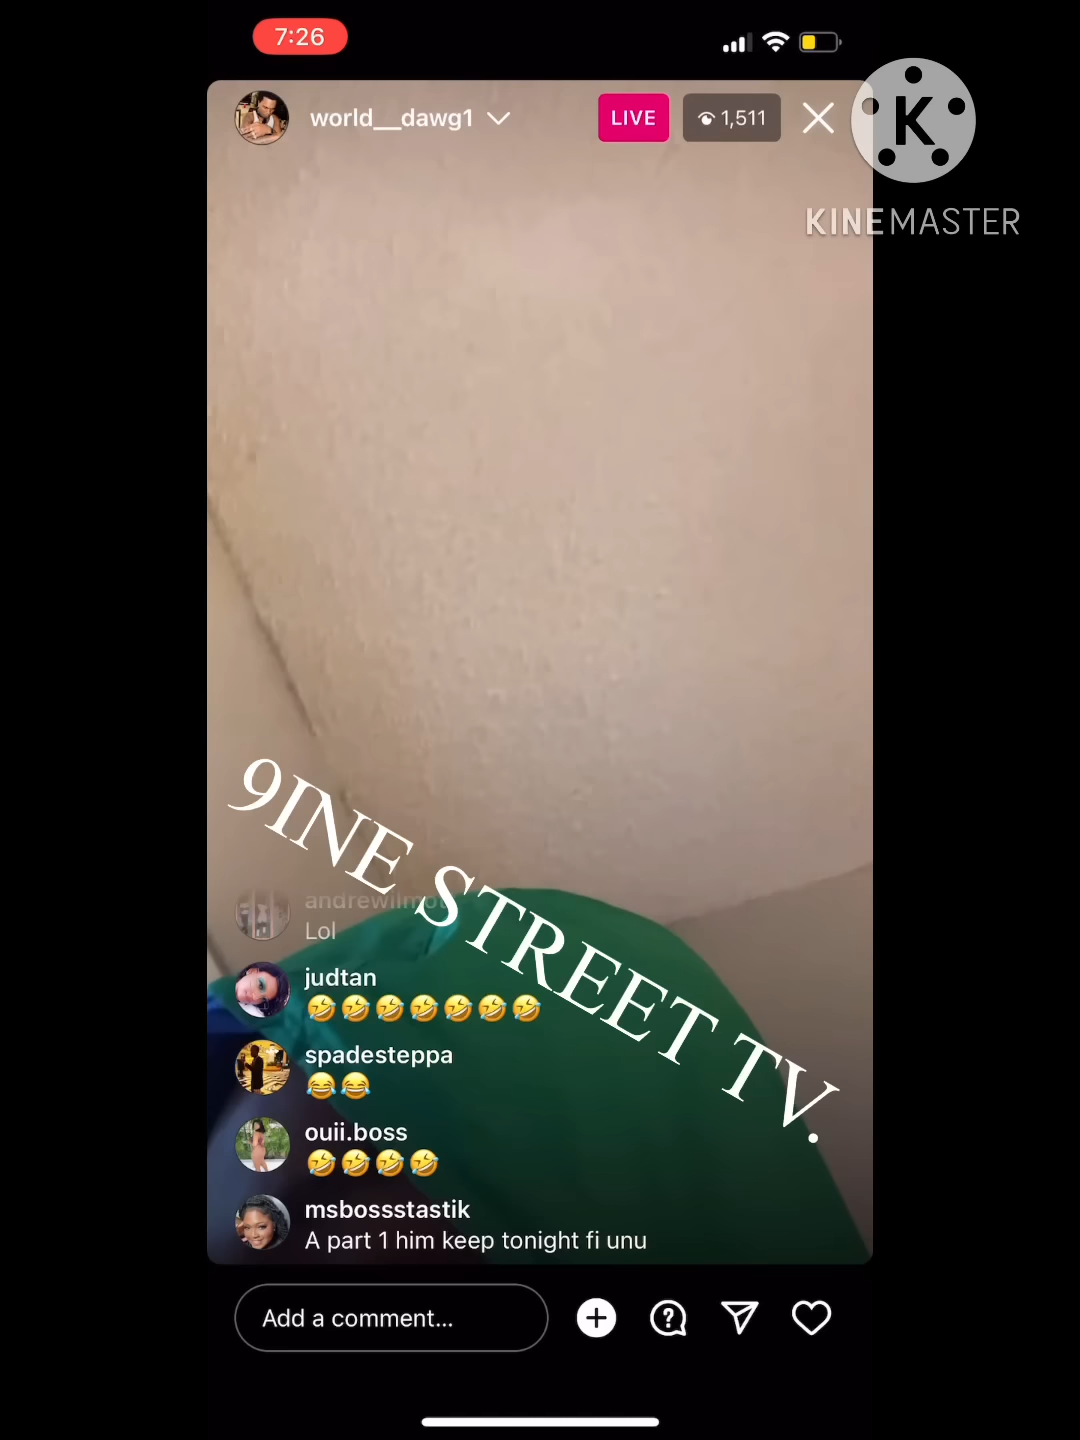 7:26
world__dawg1
LIVE
1,511
K
KINEMASTER
9INE STREET TV.
andrewilmot
Lol
judtan
🤣🤣🤣🤣🤣🤣🤣
spadesteppa
😂😂
ouii.boss
🤣🤣🤣🤣
msbossstastik
A part 1 him keep tonight fi unu
Add a comment...